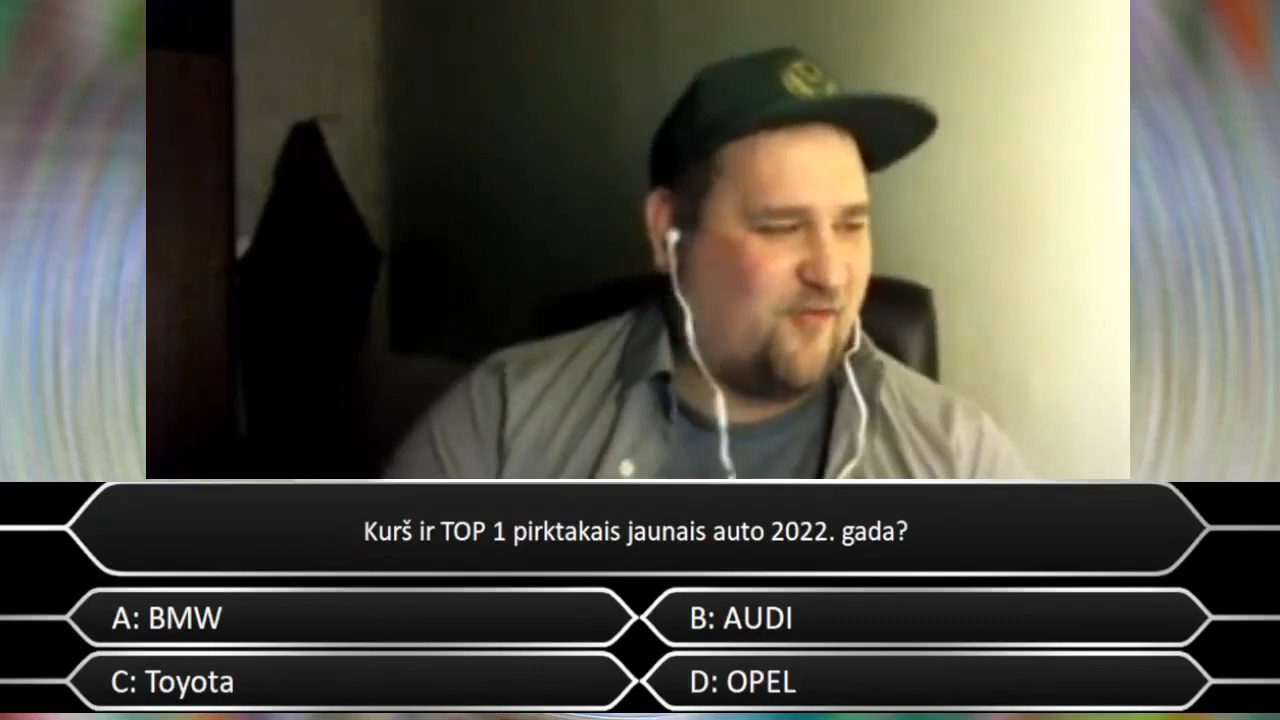 Kurš ir TOP 1 pirktakais jaunais auto 2022. gada?
A: BMW
B: AUDI
C: Toyota
D: OPEL